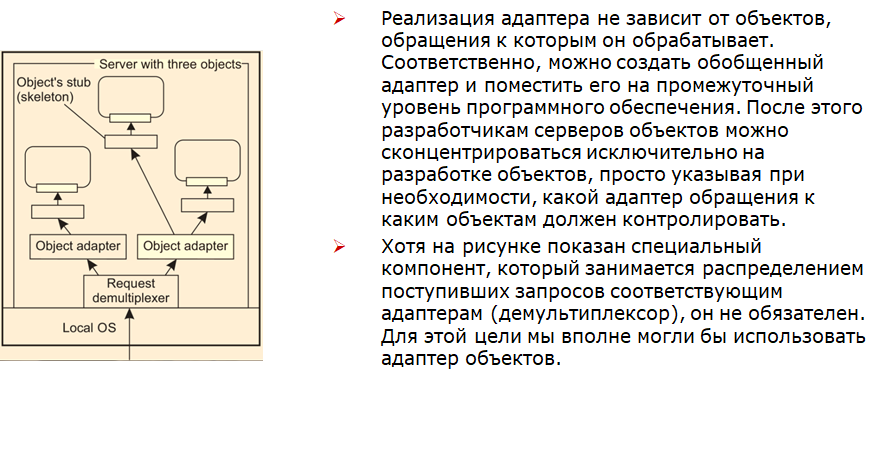 Server with three objects
Object's stub
(skeleton)
Object adapter
Object adapter
Request
demultiplexer
Local OS
Реализация адаптера не зависит от объектов,
обращения к которым он обрабатывает.
Соответственно, можно создать обобщенный
адаптер и поместить его на промежуточный
уровень программного обеспечения. После этого
разработчикам серверов объектов можно
сконцентрироваться исключительно на
разработке объектов, просто указывая при
необходимости, какой адаптер обращения к
каким объектам должен контролировать.
Хотя на рисунке показан специальный
компонент, который занимается распределением
поступивших запросов соответствующим
адаптерам (демультиплексор), он не обязателен.
Для этой цели мы вполне могли бы использовать
адаптер объектов.